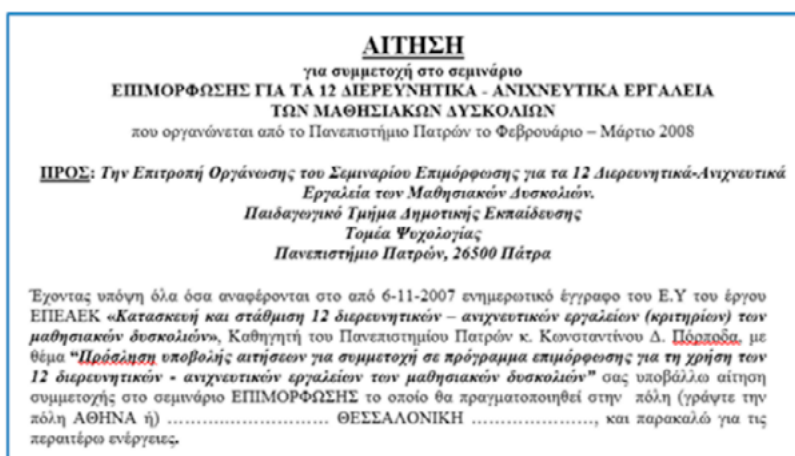 ΑΙΤΗΣΗ
για συμμετοχή στο σεμινάριο
ΕΠΙΜΟΡΦΩΣΗΣ ΓΙΑ ΤΑ 12 ΔΙΕΡΕΥΝΗΤΙΚΑ - ΑΝΙΧΝΕΥΤΙΚΑ ΕΡΓΑΛΕΙΑ
ΤΩΝ ΜΑΘΗΣΙΑΚΩΝ ΔΥΣΚΟΛΙΩΝ
που οργανώνεται από το Πανεπιστήμιο Πατρών το Φεβρουάριο – Μάρτιο 2008
ΠΡΟΣ: Την Επιτροπή Οργάνωσης του Σεμιναρίου Επιμόρφωσης για τα 12 Διερευνητικά-Ανιχνευτικά
Εργαλεία των Μαθησιακών Δυσκολιών.
Παιδαγωγικό Τμήμα Δημοτικής Εκπαίδευσης
Τομέα Ψυχολογίας
Πανεπιστήμιο Πατρών, 26500 Πάτρα
Έχοντας υπόψη όλα όσα αναφέρονται στο από 6-11-2007 ενημερωτικό έγγραφο του Ε.Υ του έργου
ΕΠΕΑΕΚ «Κατασκευή και στάθμιση 12 διερευνητικών – ανιχνευτικών εργαλείων (κριτηρίων) των
μαθησιακών δυσκολιών», Καθηγητή του Πανεπιστημίου Πατρών κ. Κωνσταντίνου Δ. Πόρποδα, με
θέμα "Πρόσληση υποβολής αιτήσεων για συμμετοχή σε πρόγραμμα επιμόρφωσης για τη χρήση των
12 διερευνητικών - ανιχνευτικών εργαλείων των μαθησιακών δυσκολιών" σας υποβάλλω αίτηση
συμμετοχής στο σεμινάριο ΕΠΙΜΟΡΦΩΣΗΣ το οποίο θα πραγματοποιηθεί στην πόλη (γράψτε την
πόλη ΑΘΗΝΑ ή) ............................ ΘΕΣΣΑΛΟΝΙΚΗ ....................., και παρακαλώ για τις
περαιτέρω ενέργειες.